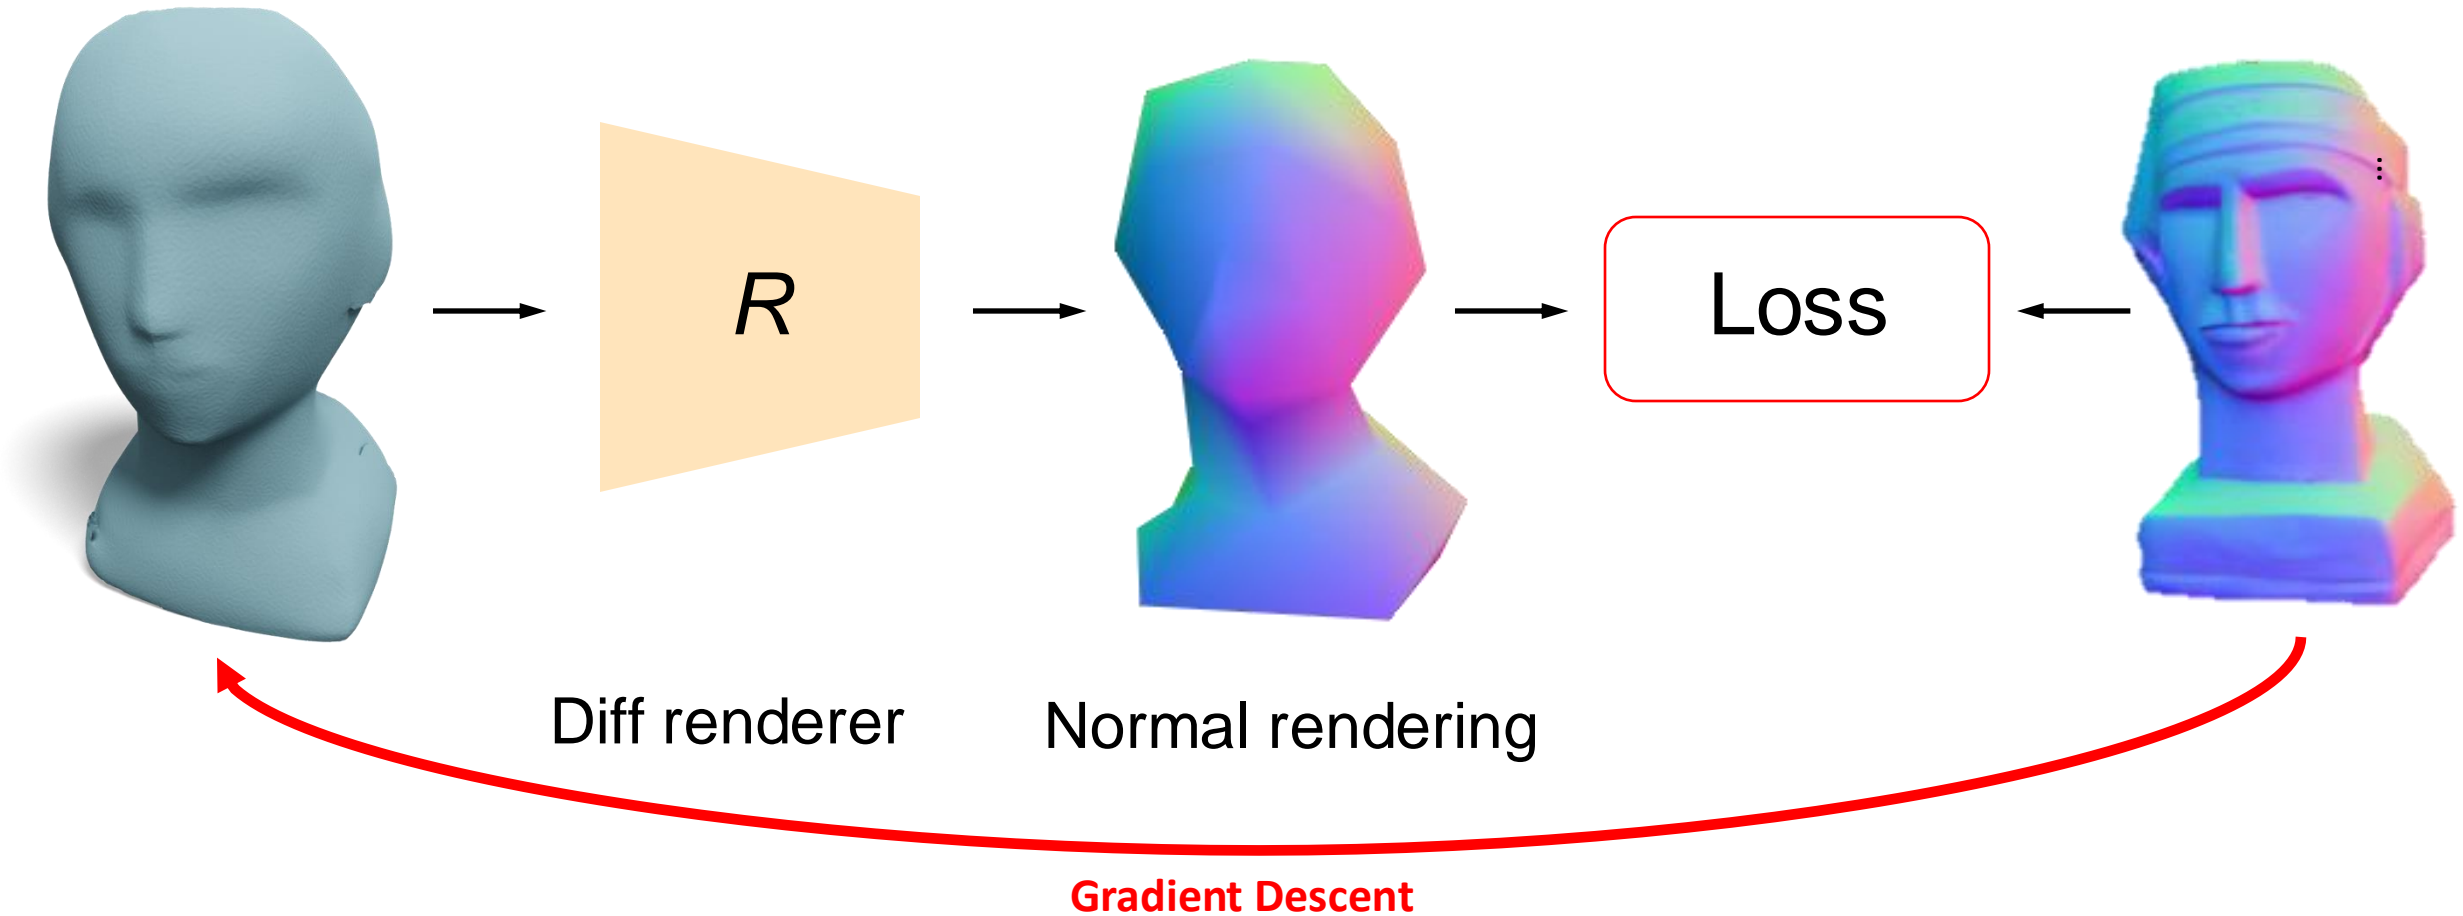 R
Loss
⋮
Diff renderer
Normal rendering
Gradient Descent